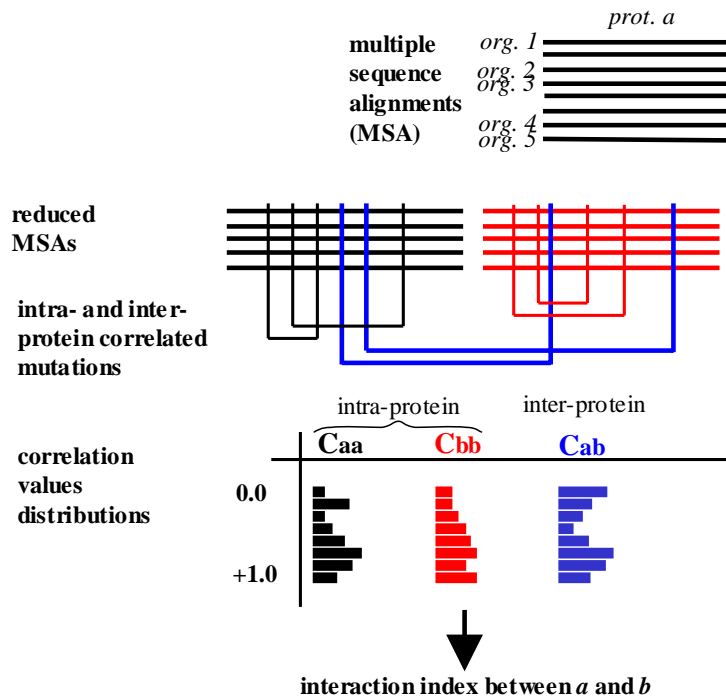 prot. a
multiple
sequence
alignments
(MSA)
org. 1
org. 2
org. 3
org. 4
org. 5
reduced
MSAs
intra- and inter-
protein correlated
mutations
intra-protein
inter-protein
Caa
Cbb
Cab
correlation
values
distributions
0.0
+1.0
interaction index between a and b